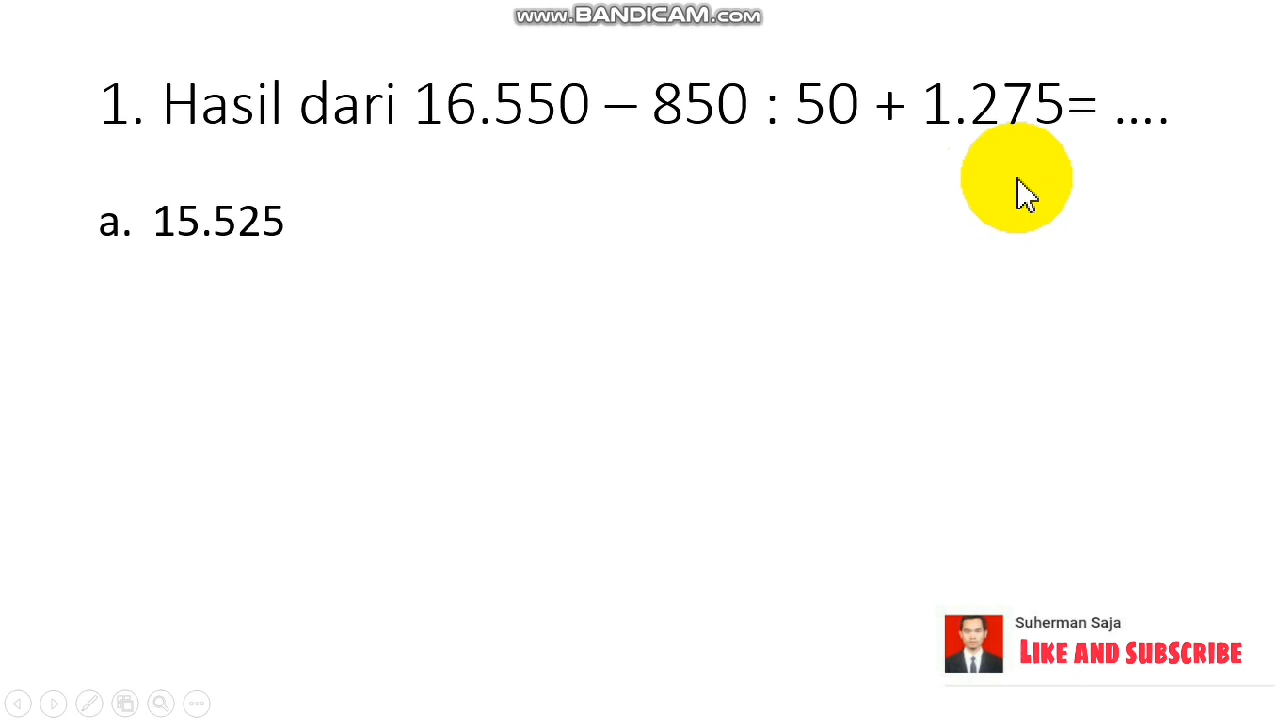 www.BANDICAM.com
1. Hasil dari 16.550 – 850 : 50 + 1.275= ....
a. 15.525
Suherman Saja
LIKE AND SUBSCRIBE